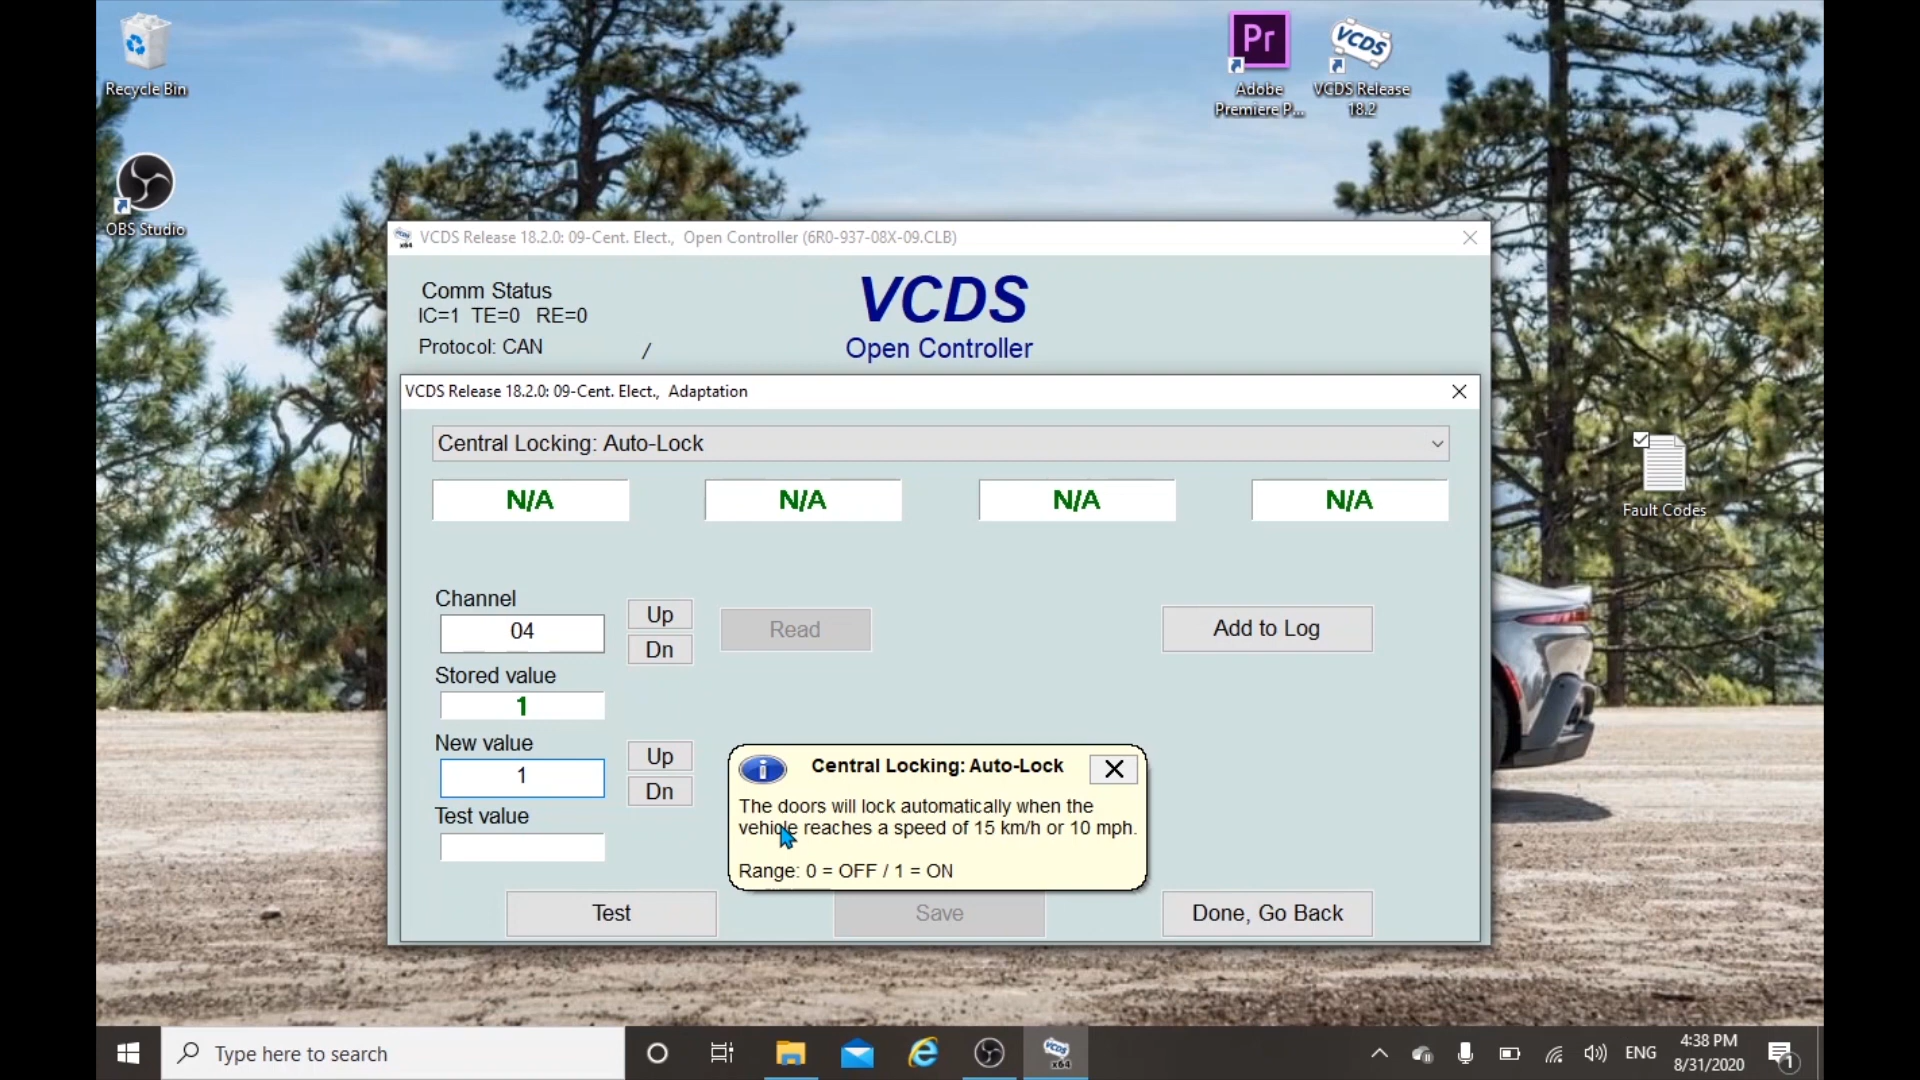 Recycle Bin
Pr
Adobe
Premiere P...
VCDS
VCDS Release
18.2
OBS Studio
VCDS Release 18.2.0: 09-Cent. Elect.,  Open Controller (6R0-937-08X-09.CLB)
Comm Status
IC=1  TE=0  RE=0
Protocol: CAN
/
VCDS
Open Controller
VCDS Release 18.2.0: 09-Cent. Elect.,  Adaptation
Central Locking: Auto-Lock
N/A
N/A
N/A
N/A
Channel
04
Up
Dn
Read
Add to Log
Stored value
1
New value
1
Up
Dn
Test value
Central Locking: Auto-Lock
The doors will lock automatically when the
vehicle reaches a speed of 15 km/h or 10 mph.
Range: 0 = OFF / 1 = ON
Test
Save
Done, Go Back
Fault Codes
Type here to search
VCDS
x64
ENG
4:38 PM
8/31/2020
1